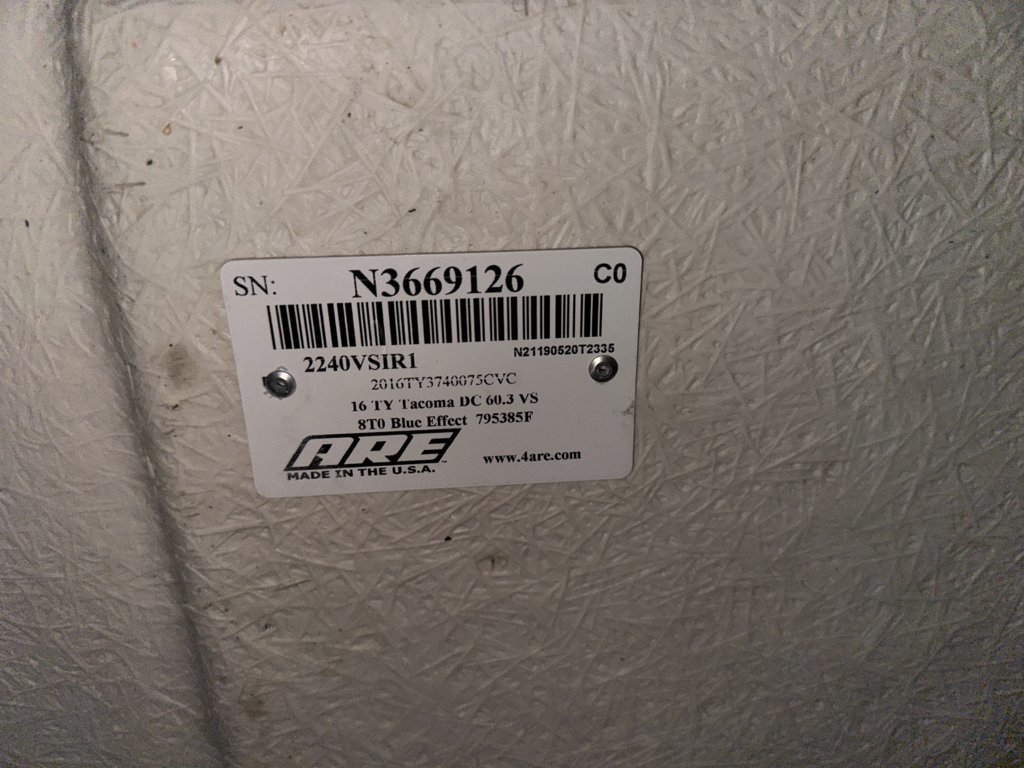 SN: N3669126 C0
N21190520T2335
2240VSIR1
2016TY3740075CVC
16 TY Tacoma DC 60.3 VS
8T0 Blue Effect 795385F
ARE™
MADE IN THE U.S.A.
www.4are.com